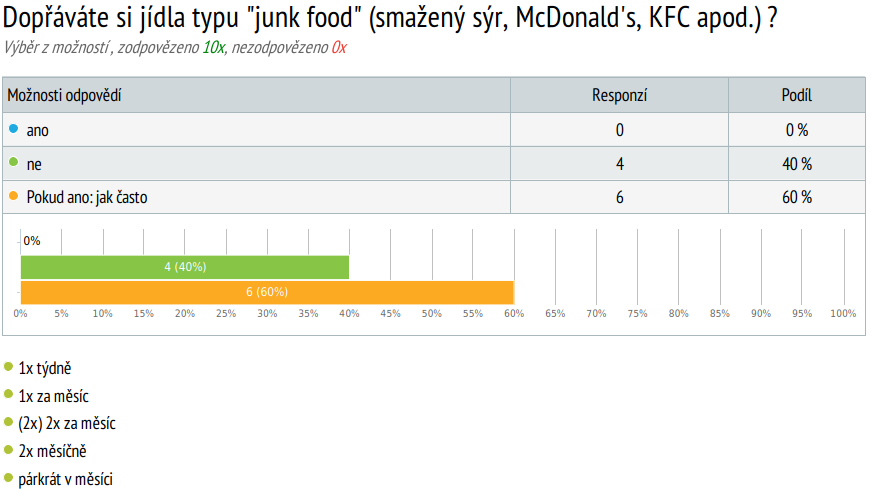 Dopřáváte si jídla typu "junk food" (smažený sýr, McDonald's, KFC apod.) ?
Výběr z možností , zodpovězeno 10x, nezodpovězeno 0x
Možnosti odpovědí Responzí Podíl
ano 0 0 %
ne 4 40 %
Pokud ano: jak často 6 60 %
0%
4 (40%)
6 (60%)
0% 5% 10% 15% 20% 25% 30% 35% 40% 45% 50% 55% 60% 65% 70% 75% 80% 85% 90% 95% 100%
1x týdně
1x za měsíc
(2x) 2x za měsíc
2x měsíčně
párkrát v měsíci